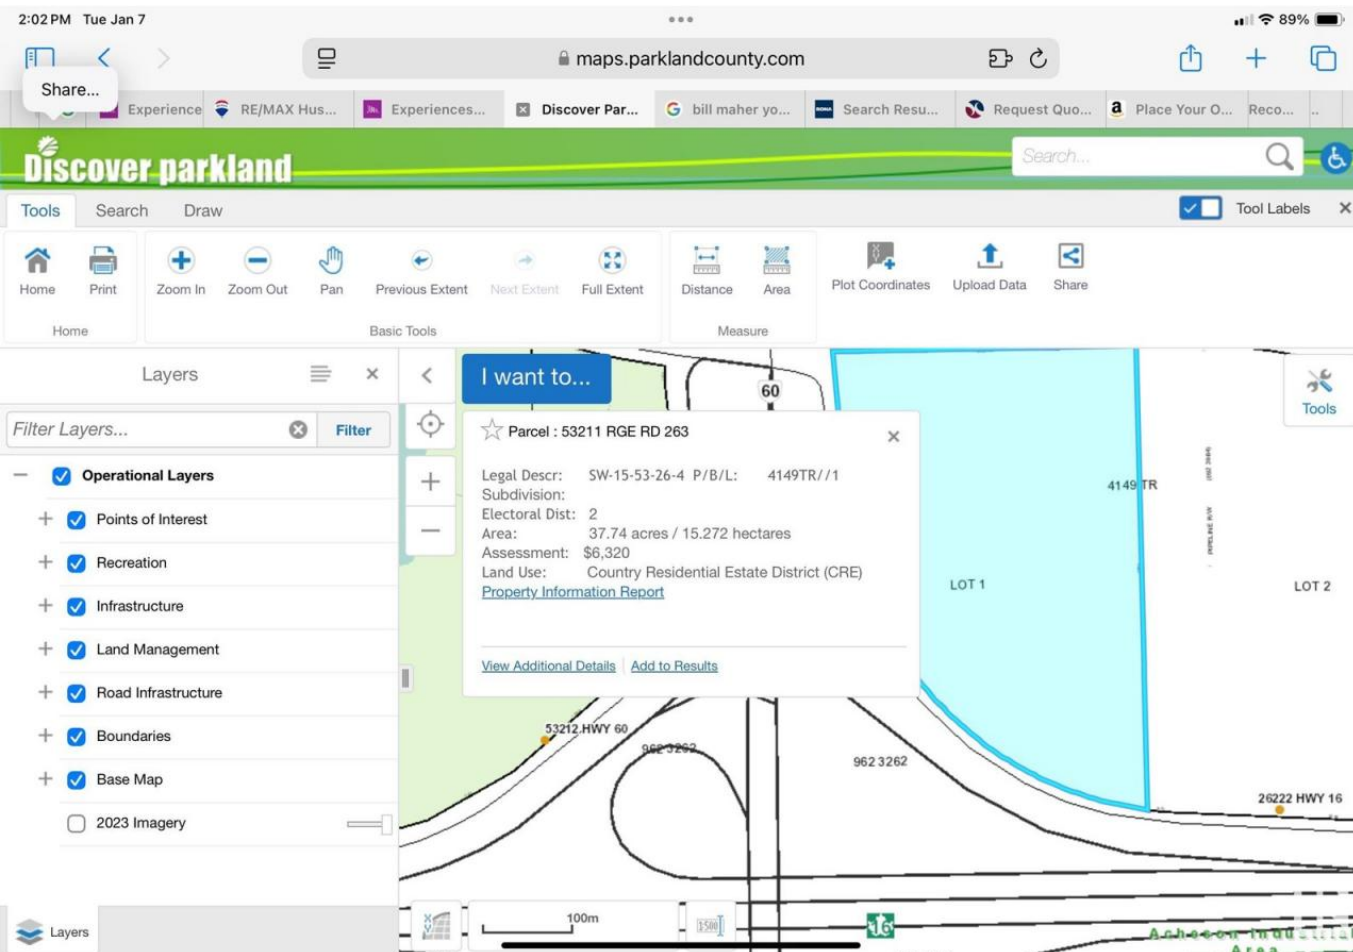 2:02 PM Tue Jan 7
89%
maps.parklandcounty.com
Share...
Experience
RE/MAX Hus...
Experiences...
Discover Par...
bill maher yo...
Search Resu...
Request Quo...
Place Your O...
Reco...
Discover parkland
Search...
Tools Search Draw
Tool Labels
Home Print Zoom In Zoom Out Pan Previous Extent Next Extent Full Extent Distance Area Plot Coordinates Upload Data Share
Home Basic Tools Measure
Layers
I want to...
60
Tools
Filter Layers...
Filter
Parcel : 53211 RGE RD 263
Operational Layers
Legal Descr: SW-15-53-26-4 P/B/L: 4149TR//1
Subdivision:
Electoral Dist: 2
Area: 37.74 acres / 15.272 hectares
Assessment: $6,320
Land Use: Country Residential Estate District (CRE)
Property Information Report
View Additional Details Add to Results
Points of Interest
Recreation
Infrastructure
Land Management
Road Infrastructure
Boundaries
Base Map
2023 Imagery
4149 TR
PIPELINE R/W
LOT 1
LOT 2
53212 HWY 60
962 3262
962 3262
26222 HWY 16
Layers
100m
16
Acheson Industrial
Area